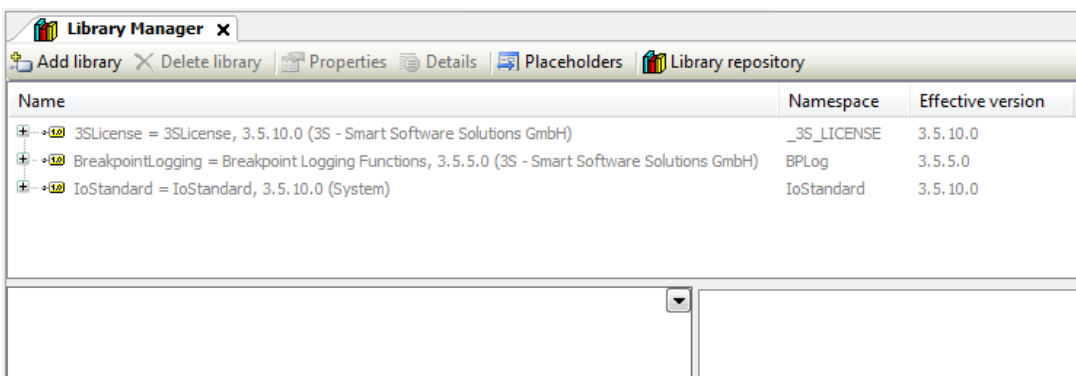 Library Manager x
Add library Delete library Properties Details Placeholders Library repository
Name Namespace Effective version
3SLicense = 3SLicense, 3.5.10.0 (3S - Smart Software Solutions GmbH) _3S_LICENSE 3.5.10.0
BreakpointLogging = Breakpoint Logging Functions, 3.5.5.0 (3S - Smart Software Solutions GmbH) BPLog 3.5.5.0
IoStandard = IoStandard, 3.5.10.0 (System) IoStandard 3.5.10.0